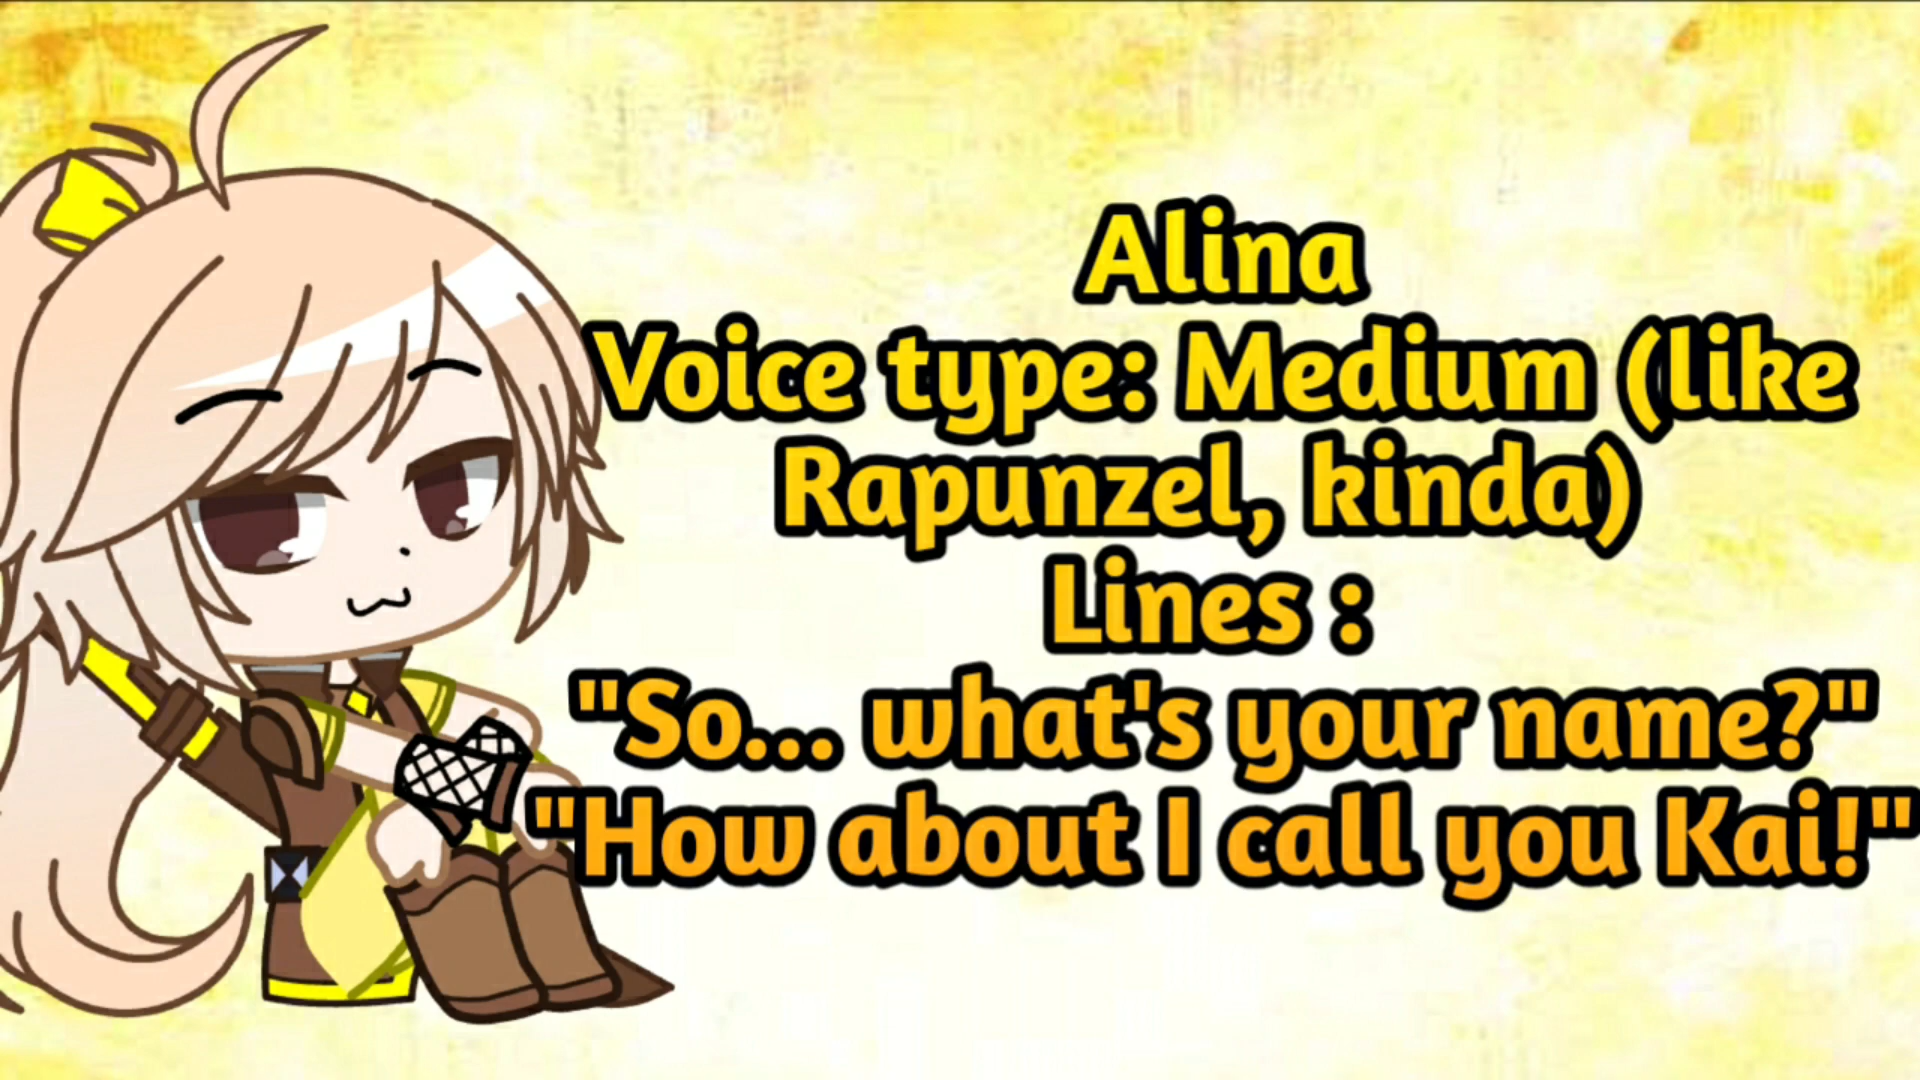 Alina
Voice type: Medium (like
Rapunzel, kinda)
Lines :
"So... what's your name?"
"How about I call you Kai!"